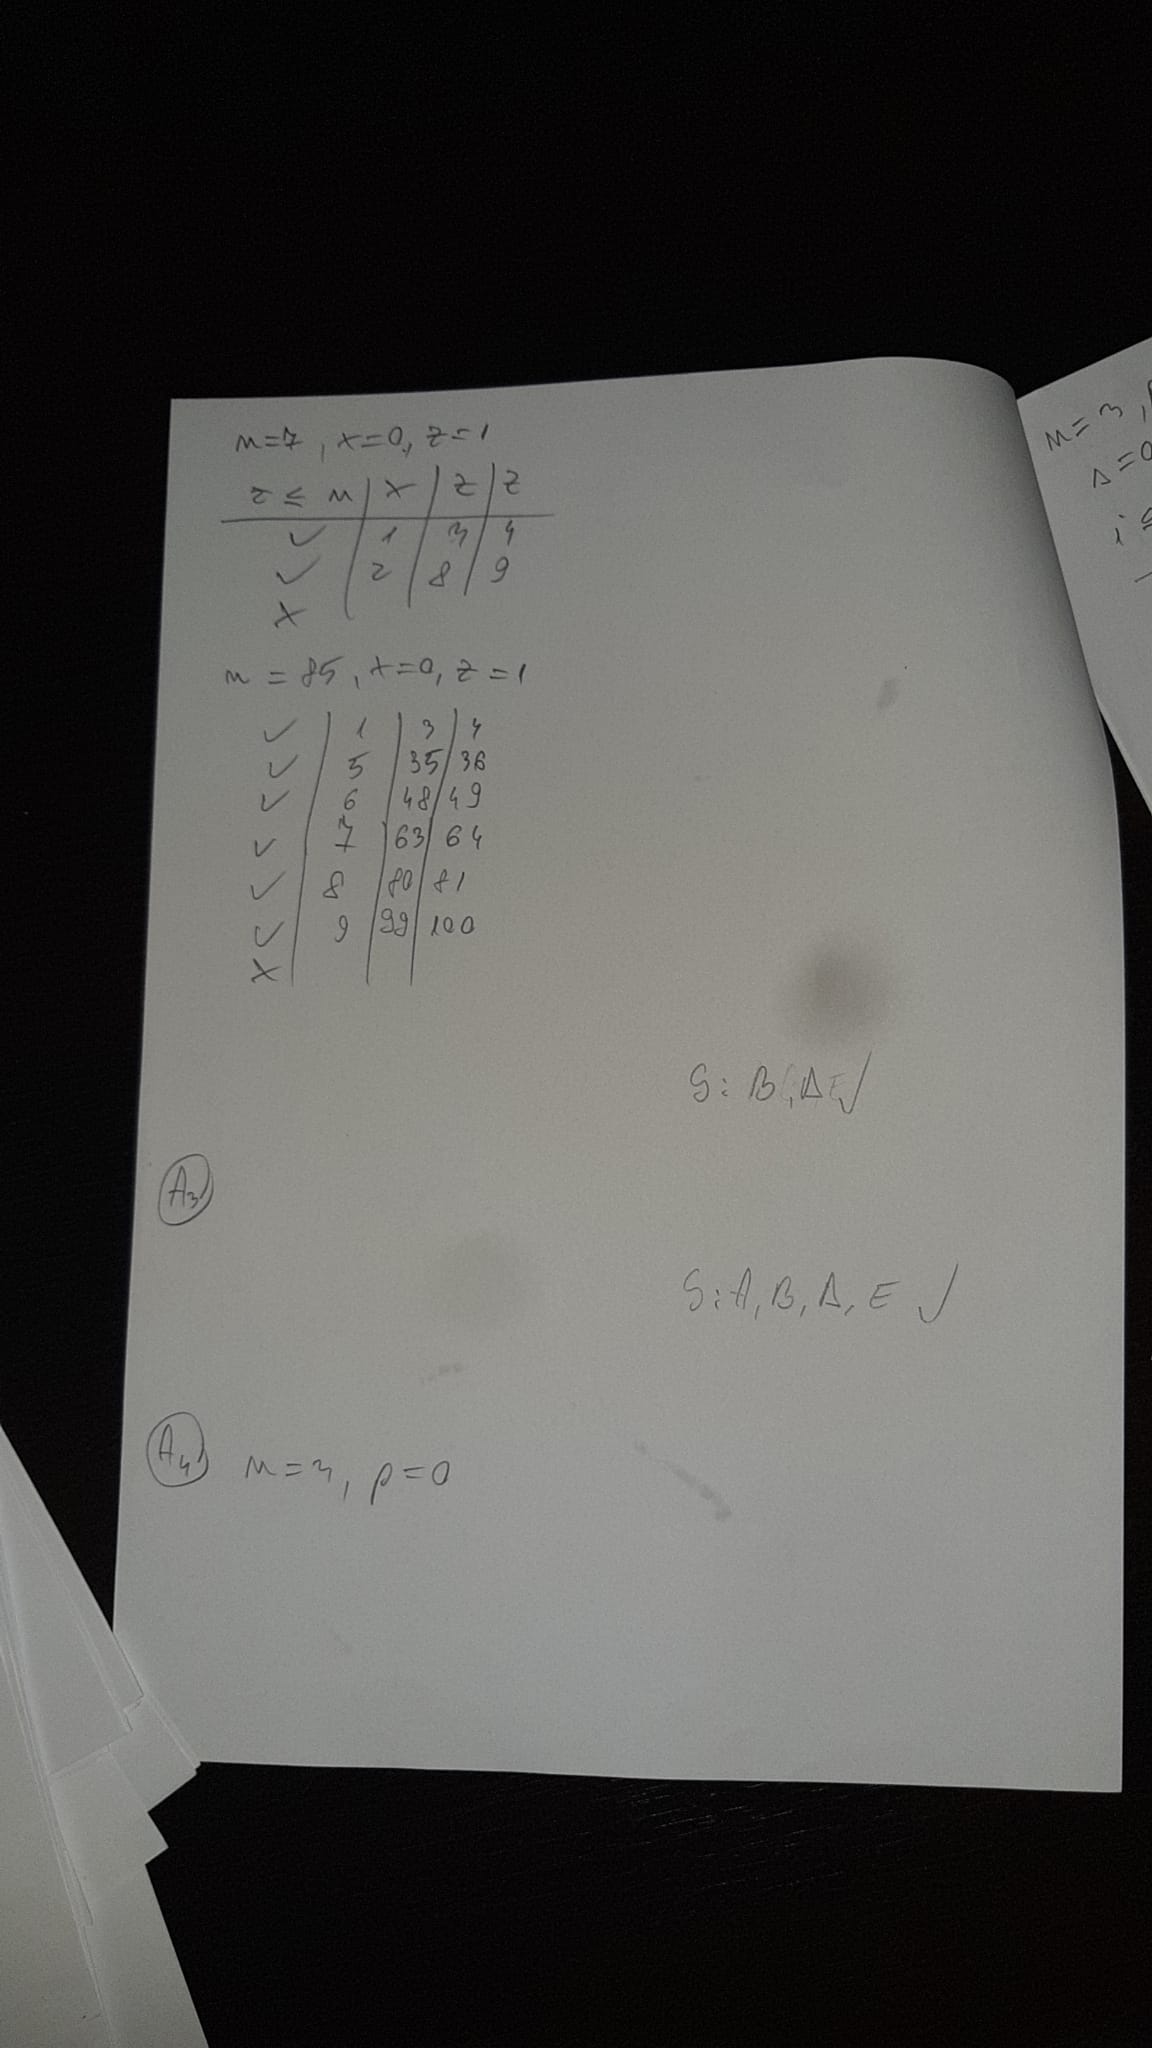 n=7, x=0, z=1
z ≤ n | x | z | z
✓ | 1 | 3 | 4
✓ | 2 | 8 | 9
x
n = 85, x=0, z=1
✓ | 1 | 3 | 4
✓ | 5 | 35 | 36
✓ | 6 | 48 | 49
✓ | 7 | 63 | 64
✓ | 8 | 80 | 81
✓ | 9 | 99 | 100
x
S: B, Δ ✓
A3
S: A, B, Δ, E ✓
A4 n=3, p=0
n=3,
Δ=0
i ≤